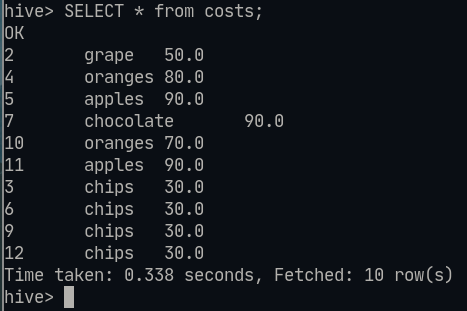 hive> SELECT * from costs;
OK
2 grape 50.0
4 oranges 80.0
5 apples 90.0
7 chocolate 90.0
10 oranges 70.0
11 apples 90.0
3 chips 30.0
6 chips 30.0
9 chips 30.0
12 chips 30.0
Time taken: 0.338 seconds, Fetched: 10 row(s)
hive>